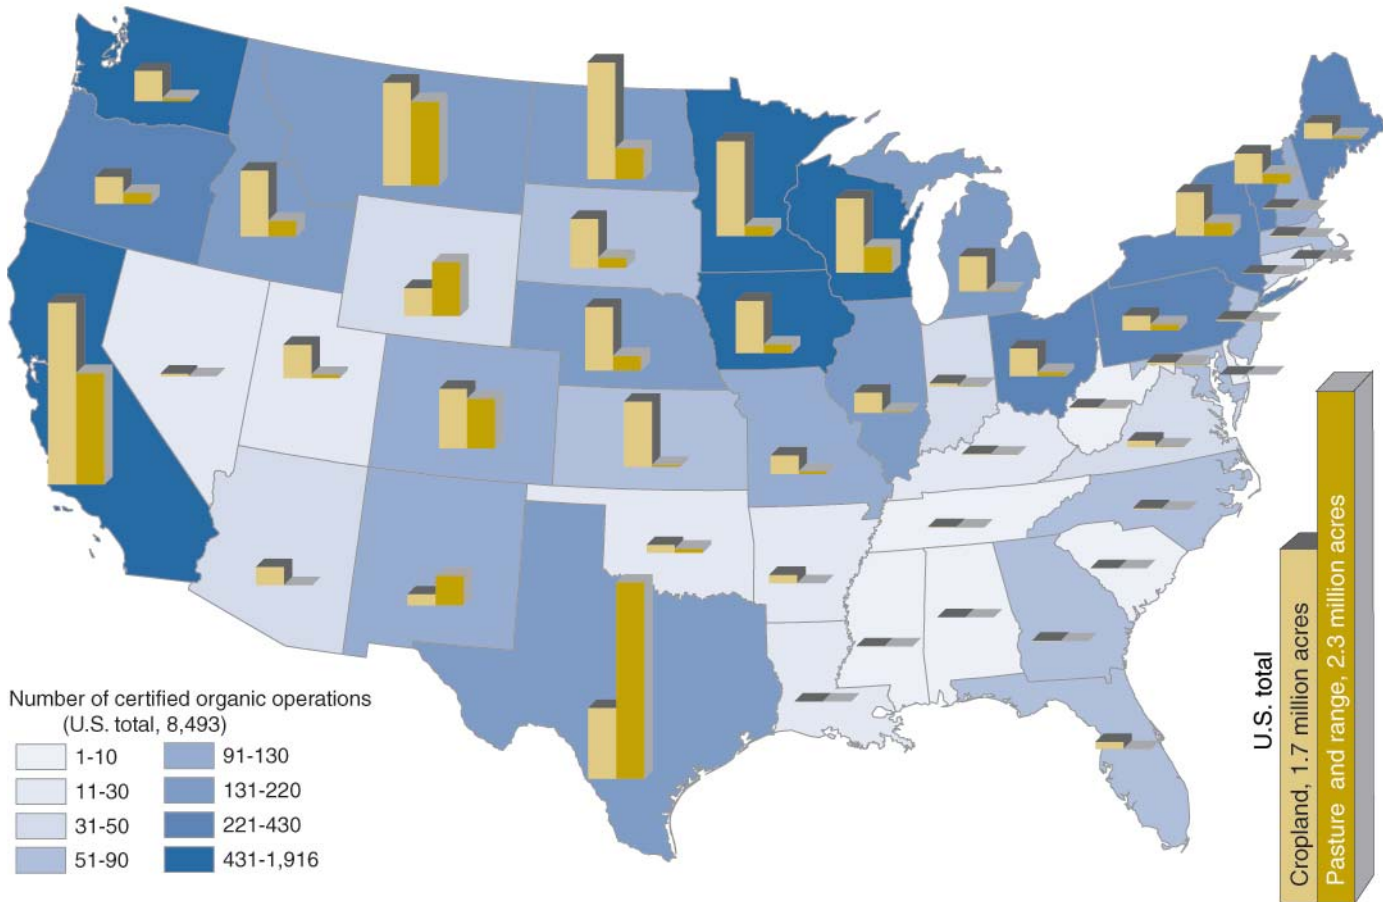 Number of certified organic operations
(U.S. total, 8,493)
1-10
11-30
31-50
51-90
91-130
131-220
221-430
431-1,916
U.S. total
Cropland, 1.7 million acres
Pasture and range, 2.3 million acres